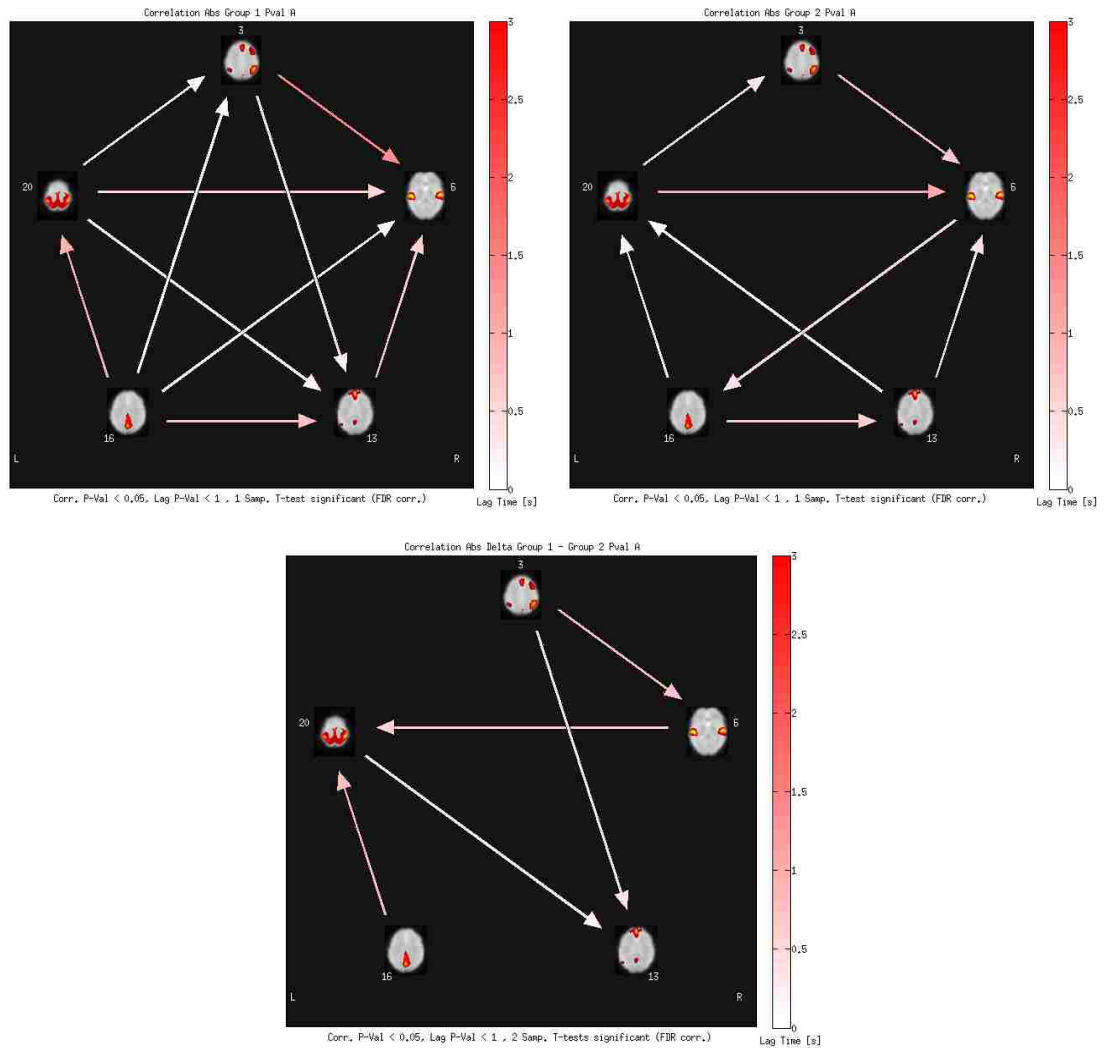 Correlation Abs Group 1 Pval A
3
20
6
16
13
L
R
Corr. P-Val < 0.05, Lag P-Val < 1 , 1 Samp. T-test significant (FDR corr.)
3
2.5
2
1.5
1
0.5
0
Lag Time [s]
Correlation Abs Group 2 Pval A
3
20
6
16
13
L
R
Corr. P-Val < 0.05, Lag P-Val < 1 , 1 Samp. T-test significant (FDR corr.)
3
2.5
2
1.5
1
0.5
0
Lag Time [s]
Correlation Abs Delta Group 1 - Group 2 Pval A
3
20
6
16
13
L
R
Corr. P-Val < 0.05, Lag P-Val < 1 , 2 Samp. T-tests significant (FDR corr.)
3
2.5
2
1.5
1
0.5
0
Lag Time [s]